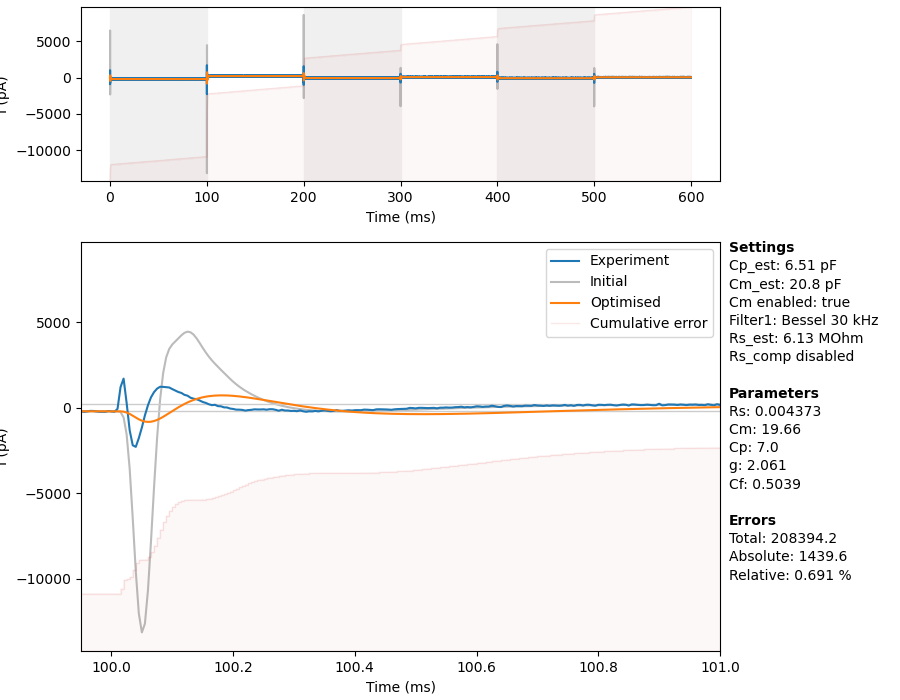 5000
0
−5000
−10000
I (pA)
0 100 200 300 400 500 600
Time (ms)
5000
0
−5000
−10000
I (pA)
100.0 100.2 100.4 100.6 100.8 101.0
Time (ms)
Experiment
Initial
Optimised
Cumulative error
Settings
Cp_est: 6.51 pF
Cm_est: 20.8 pF
Cm enabled: true
Filter1: Bessel 30 kHz
Rs_est: 6.13 MOhm
Rs_comp disabled
Parameters
Rs: 0.004373
Cm: 19.66
Cp: 7.0
g: 2.061
Cf: 0.5039
Errors
Total: 208394.2
Absolute: 1439.6
Relative: 0.691 %